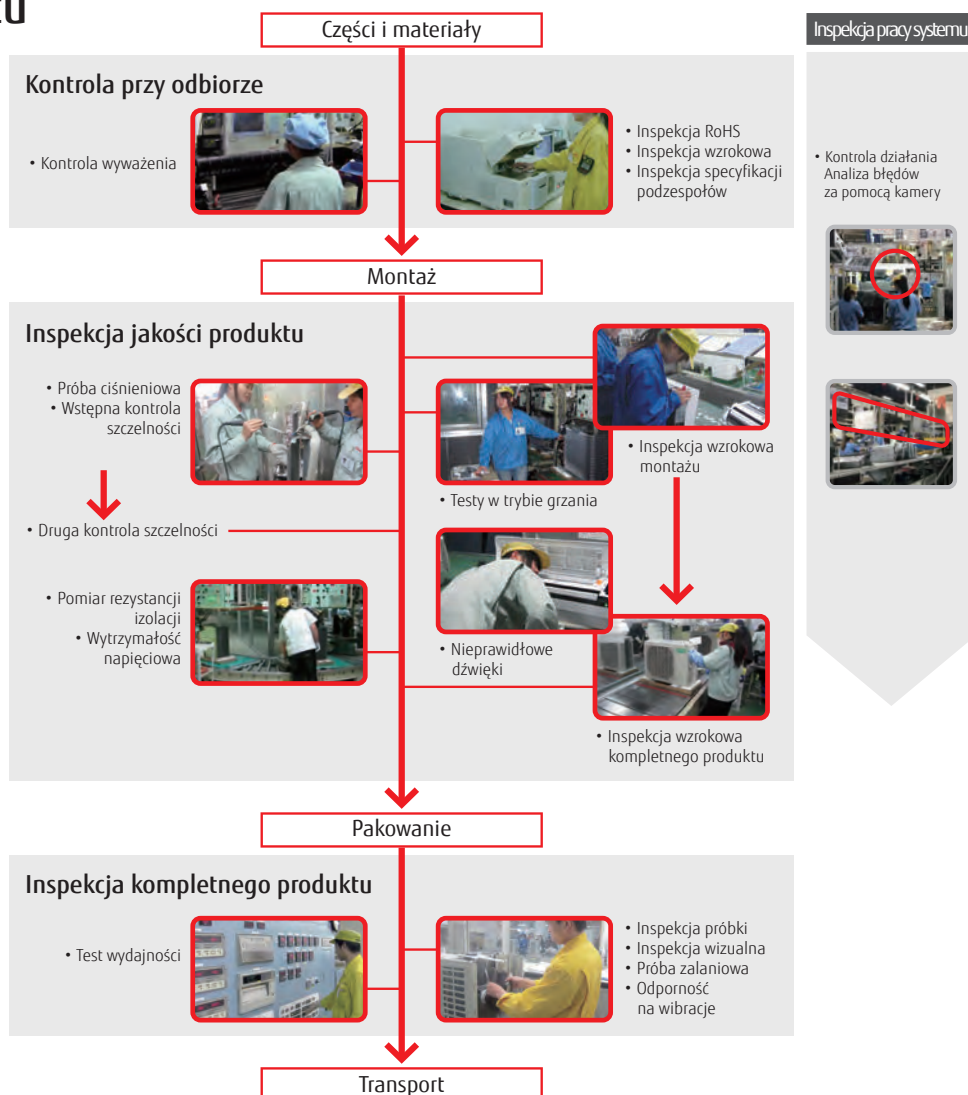 Części i materiały
Kontrola przy odbiorze
• Kontrola wyważenia
• Inspekcja RoHS
• Inspekcja wzrokowa
• Inspekcja specyfikacji
podzespołów
Montaż
Inspekcja jakości produktu
• Próba ciśnieniowa
• Wstępna kontrola
szczelności
• Druga kontrola szczelności
• Pomiar rezystancji
izolacji
• Wytrzymałość
napięciowa
• Testy w trybie grzania
• Inspekcja wzrokowa
montażu
• Nieprawidłowe
dźwięki
• Inspekcja wzrokowa
kompletnego produktu
Pakowanie
Inspekcja kompletnego produktu
• Test wydajności
• Inspekcja próbki
• Inspekcja wizualna
• Próba zalaniowa
• Odporność
na wibracje
Transport
Inspekcja pracy systemu
• Kontrola działania
Analiza błędów
za pomocą kamery